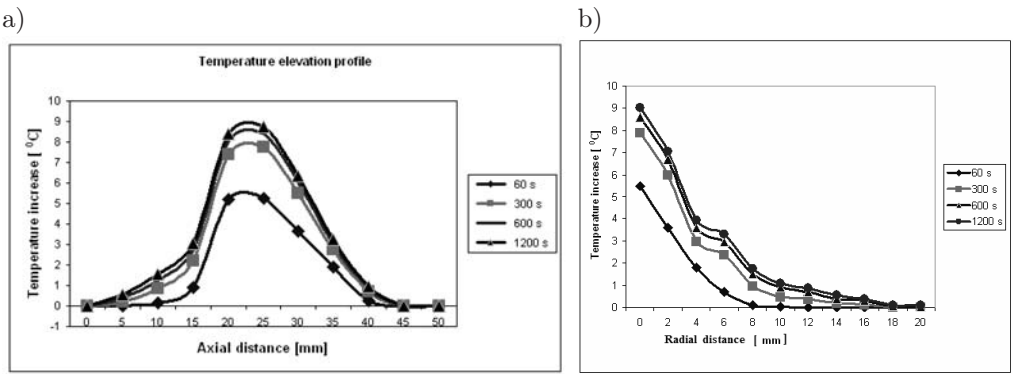 a)
Temperature elevation profile
Temperature increase [ ⁰C]
10
9
8
7
6
5
4
3
2
1
0
-1
0 5 10 15 20 25 30 35 40 45 50
Axial distance [mm]
60 s
300 s
600 s
1200 s
b)
Temperature increase [ ⁰C]
10
9
8
7
6
5
4
3
2
1
0
0 2 4 6 8 10 12 14 16 18 20
Radial distance [ mm]
60 s
300 s
600 s
1200 s